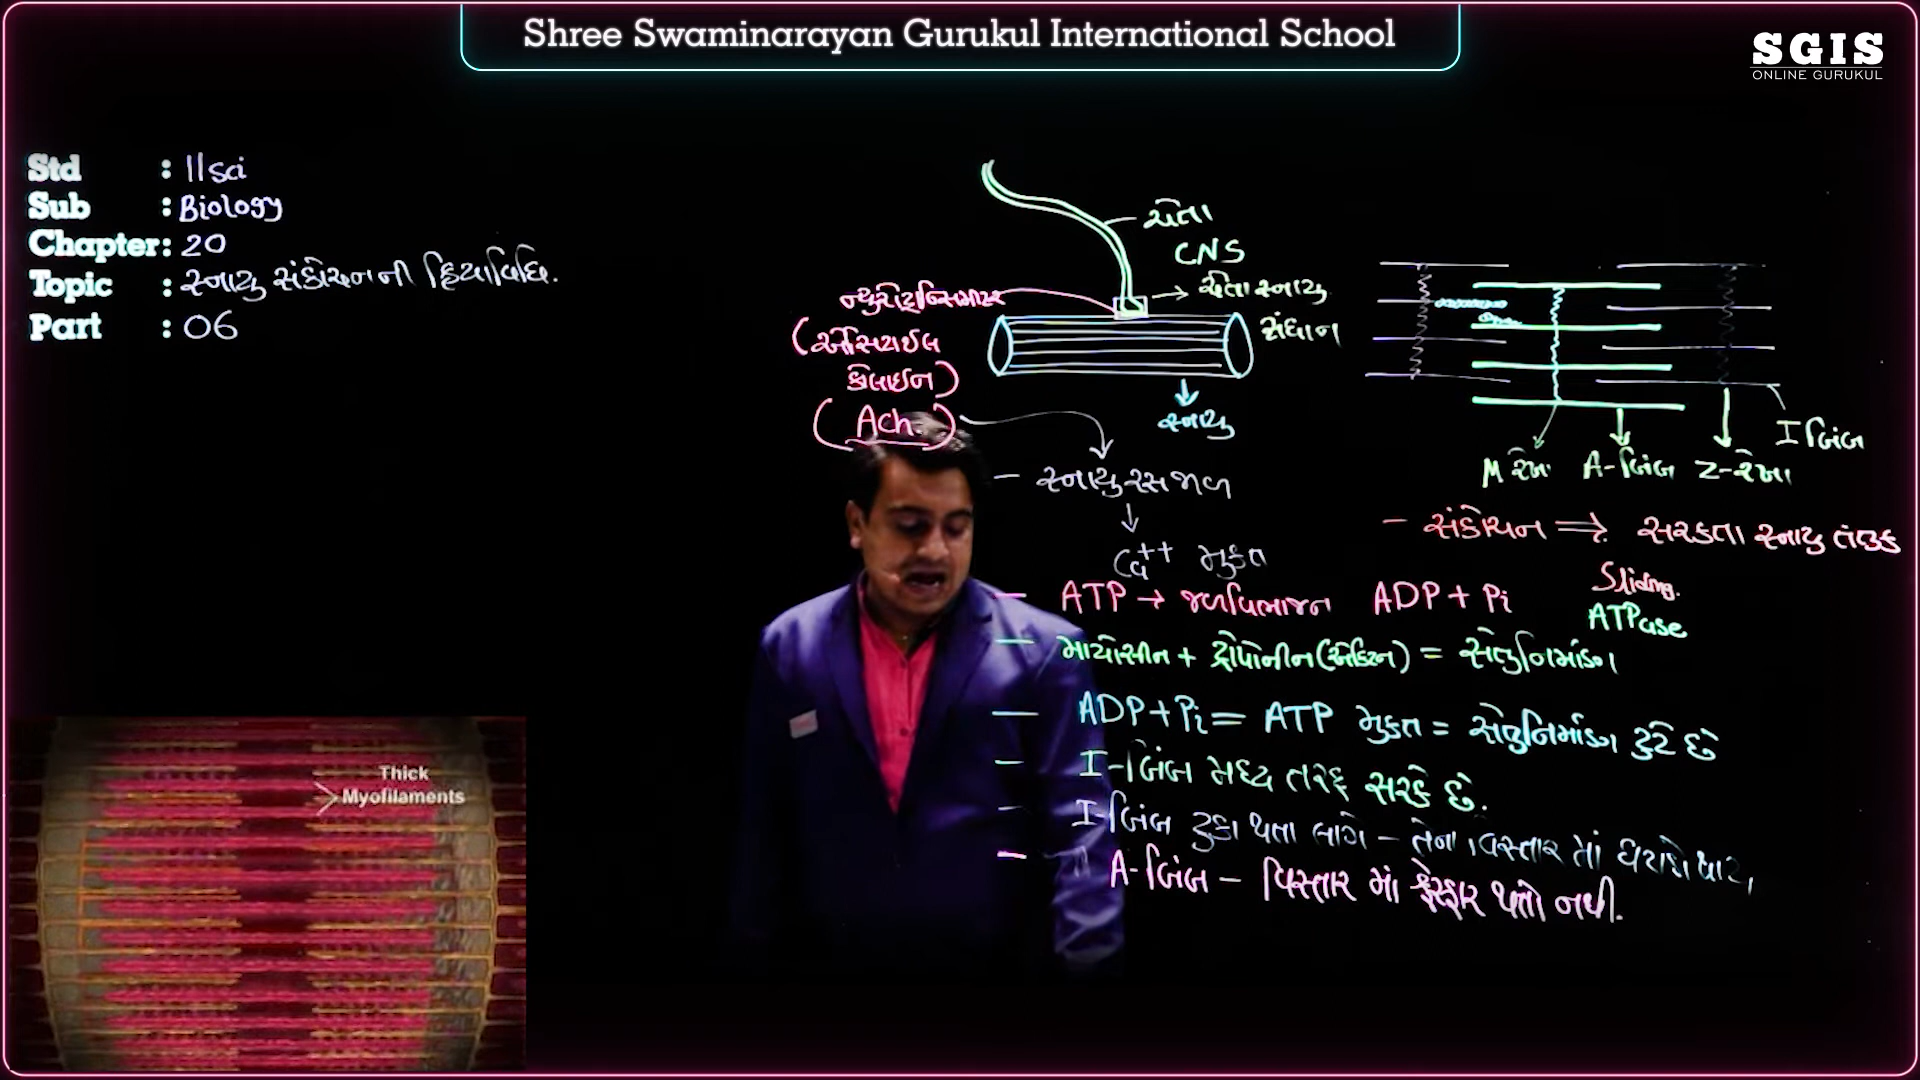 Shree Swaminarayan Gurukul International School
SGIS
ONLINE GURUKUL
Std : 11 sci
Sub : Biology
Chapter : 20
Topic : સ્નાયુ સંકોચનની ક્રિયાવિધિ.
Part : 06
ચેતા
CNS
ચેતા સ્નાયુ
સંધાન
ન્યુરોટ્રાન્સમીટર
(એસિટાઈલ
કોલાઈન)
(Ach)
સ્નાયુ
M રેખા A-બિંબ Z-રેખા
I બિંબ
- સ્નાયુરસજાળ
Ca++ મુક્ત
- સંકોચન ⇒ સરકતા સ્નાયુ તંતુક
Sliding.
ATPase
- ATP → જળવિભાજન ADP + Pi
- માયોસીન + ટ્રોપોનીન (એક્ટિન) = સેતુનિર્માણ
- ADP + Pi = ATP મુક્ત = સેતુનિર્માણ તુટે છે
- I-બિંબ મધ્ય તરફ સરકે છે.
- I-બિંબ ટુકા થતા લાગે - તેના વિસ્તાર માં ઘટાડો થાય
- A-બિંબ - વિસ્તાર માં ફેરફાર થતો નથી.
Thick
Myofilaments